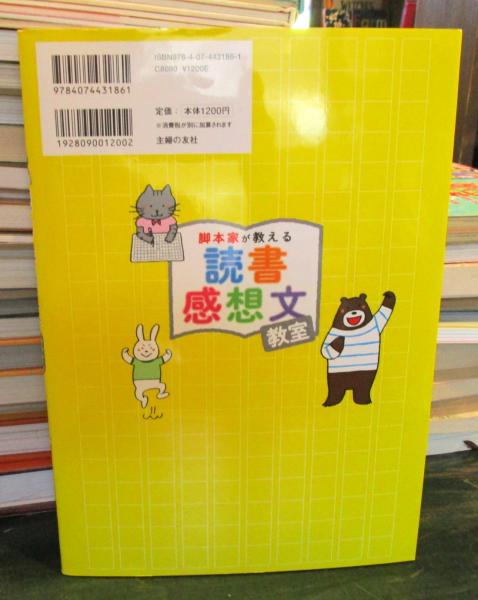 ISBN978-4-07-443186-1
C8090 ¥1200E
9784074431861
定価：本体1200円
※消費税が別に加算されます
1928090012002
主婦の友社
脚本家が教える
読書
感想文
教室